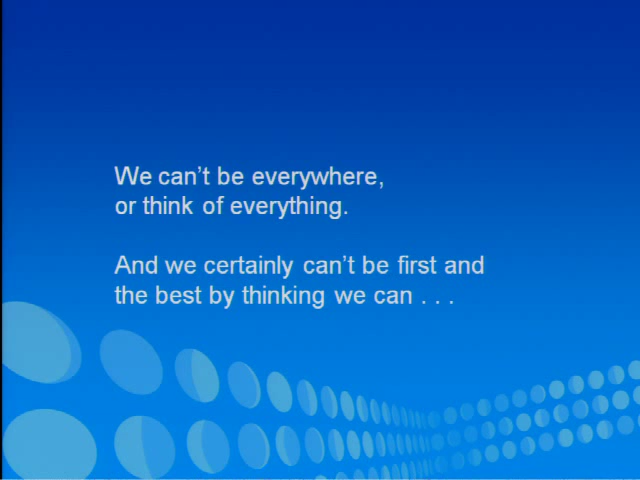 We can't be everywhere,
or think of everything.
And we certainly can't be first and
the best by thinking we can . . .